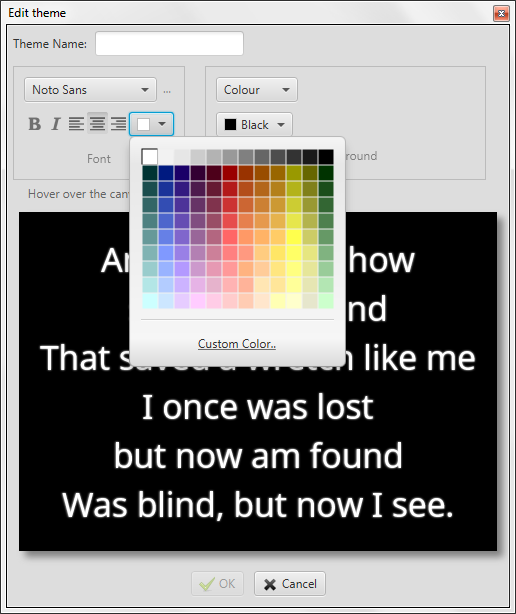 Edit theme
Theme Name:
Noto Sans ...
Colour
B I
Black
Font
round
Hover over the can
how
nd
That saved a wretch like me
I once was lost
but now am found
Was blind, but now I see.
Custom Color..
OK
Cancel